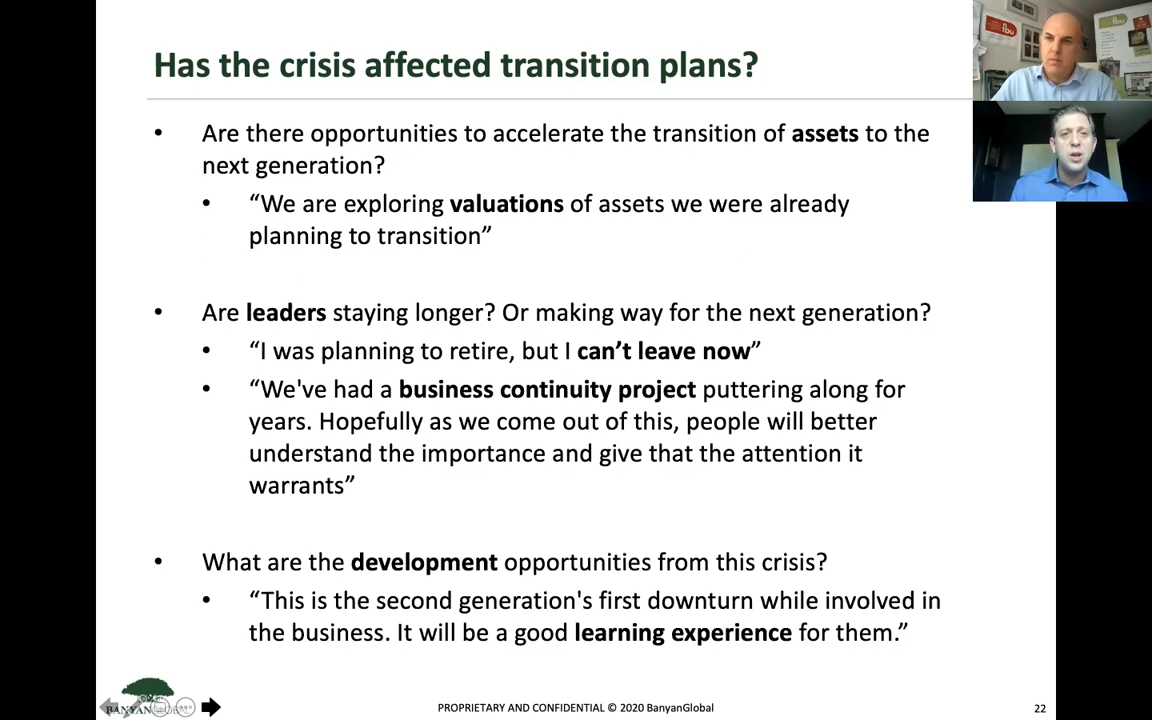 Has the crisis affected transition plans?
• Are there opportunities to accelerate the transition of assets to the
next generation?
• “We are exploring valuations of assets we were already
planning to transition”
• Are leaders staying longer? Or making way for the next generation?
• “I was planning to retire, but I can’t leave now”
• “We've had a business continuity project puttering along for
years. Hopefully as we come out of this, people will better
understand the importance and give that the attention it
warrants”
• What are the development opportunities from this crisis?
• “This is the second generation's first downturn while involved in
the business. It will be a good learning experience for them.”
PROPRIETARY AND CONFIDENTIAL © 2020 BanyanGlobal
22